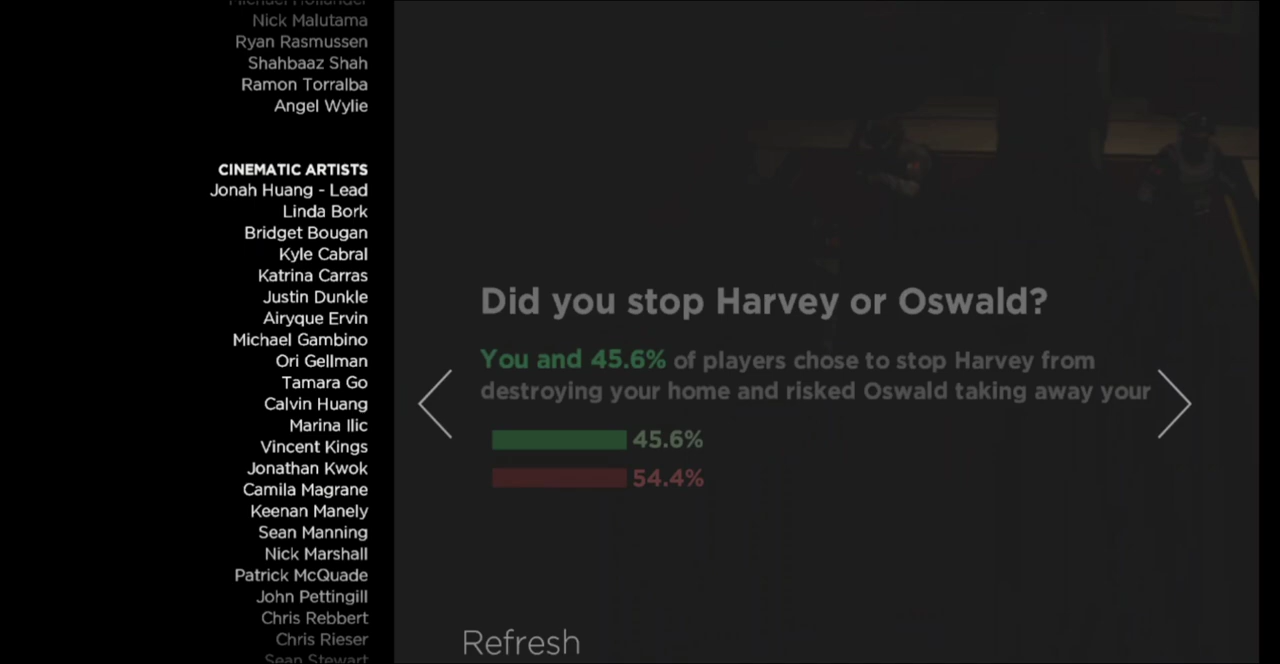 Michael Hollander
Nick Malutama
Ryan Rasmussen
Shahbaaz Shah
Ramon Torralba
Angel Wylie
CINEMATIC ARTISTS
Jonah Huang - Lead
Linda Bork
Bridget Bougan
Kyle Cabral
Katrina Carras
Justin Dunkle
Airyque Ervin
Michael Gambino
Ori Gellman
Tamara Go
Calvin Huang
Marina Ilic
Vincent Kings
Jonathan Kwok
Camila Magrane
Keenan Manely
Sean Manning
Nick Marshall
Patrick McQuade
John Pettingill
Chris Rebbert
Chris Rieser
Sean Stewart
Did you stop Harvey or Oswald?
You and 45.6% of players chose to stop Harvey from
destroying your home and risked Oswald taking away your
45.6%
54.4%
Refresh